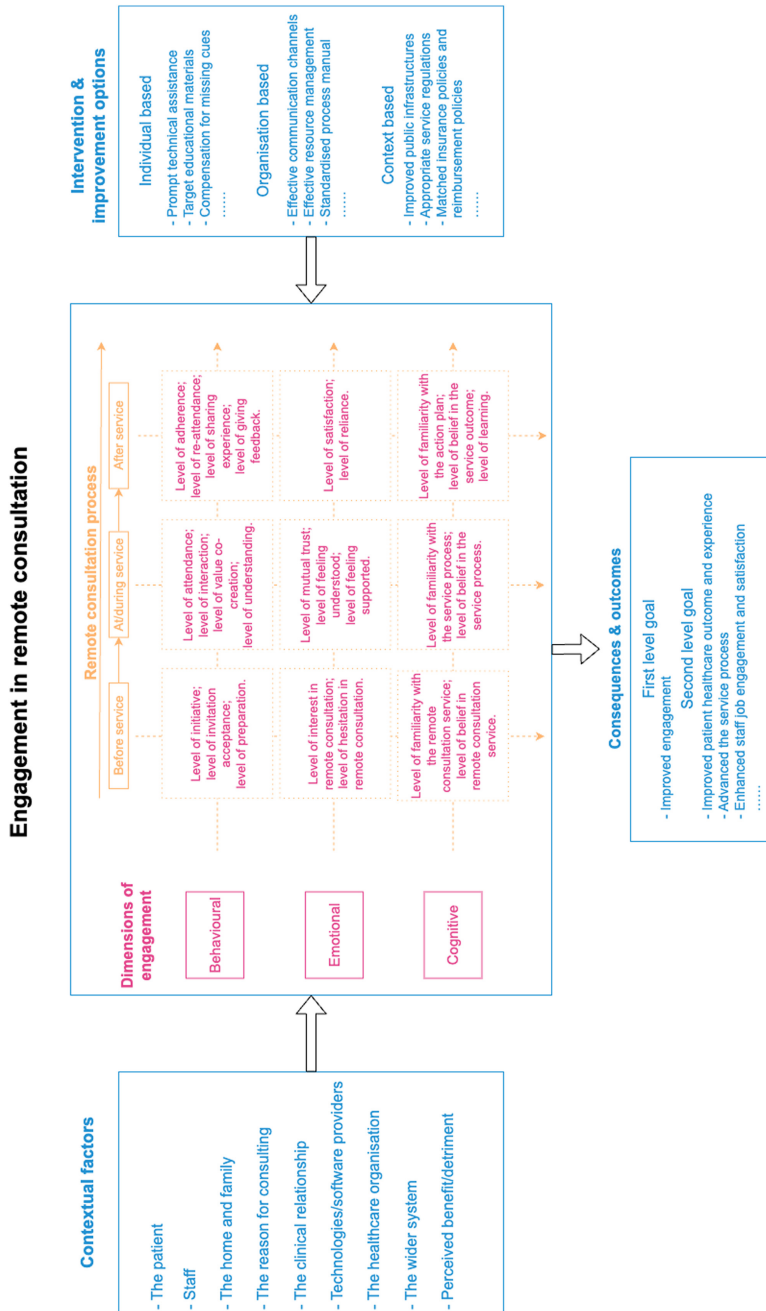 Engagement in remote consultation
Contextual factors
- The patient
- Staff
- The home and family
- The reason for consulting
- The clinical relationship
- Technologies/software providers
- The healthcare organisation
- The wider system
- Perceived benefit/detriment
Remote consultation process
Before service
At/during service
After service
Dimensions of
engagement
Behavioural
Level of initiative;
level of invitation
acceptance;
level of preparation.
Level of attendance;
level of interaction;
level of value co-
creation;
level of understanding.
Level of adherence;
level of re-attendance;
level of sharing
experience;
level of giving
feedback.
Emotional
Level of interest in
remote consultation;
level of hesitation in
remote consultation.
Level of mutual trust;
level of feeling
understood;
level of feeling
supported.
Level of satisfaction;
level of reliance.
Cognitive
Level of familiarity with
the remote
consultation service;
level of belief in
remote consultation
service.
Level of familiarity with
the service process;
level of belief in the
service process.
Level of familiarity with
the action plan;
level of belief in the
service outcome;
level of learning.
Intervention &
improvement options
Individual based
- Prompt technical assistance
- Target educational materials
- Compensation for missing cues
......
Organisation based
- Effective communication channels
- Effective resource management
- Standardised process manual
......
Context based
- Improved public infrastructures
- Appropriate service regulations
- Matched insurance policies and
reimbursement policies
......
Consequences & outcomes
First level goal
- Improved engagement
Second level goal
- Improved patient healthcare outcome and experience
- Advanced the service process
- Enhanced staff job engagement and satisfaction
......